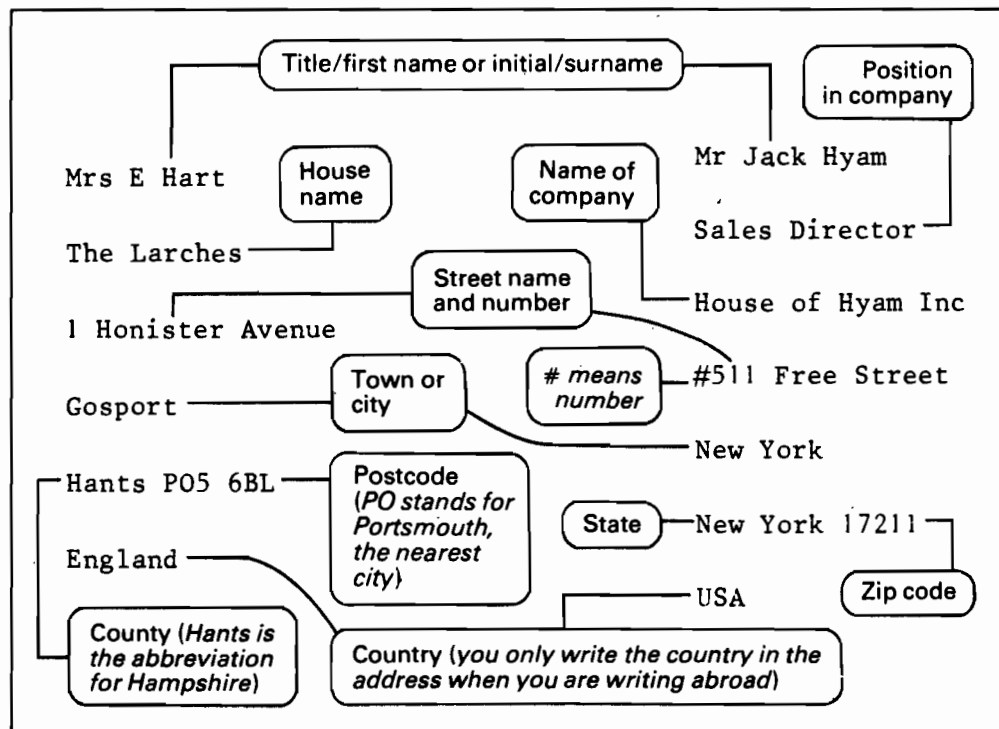 Title/first name or initial/surname
Position
in company
Mrs E Hart
House
name
Name of
company
Mr Jack Hyam
The Larches
Sales Director
Street name
and number
1 Honister Avenue
House of Hyam Inc
Town or
city
# means
number
#511 Free Street
Gosport
New York
Hants PO5 6BL
Postcode
(PO stands for
Portsmouth,
the nearest
city)
State
New York 17211
England
Zip code
USA
County (Hants is
the abbreviation
for Hampshire)
Country (you only write the country in the
address when you are writing abroad)